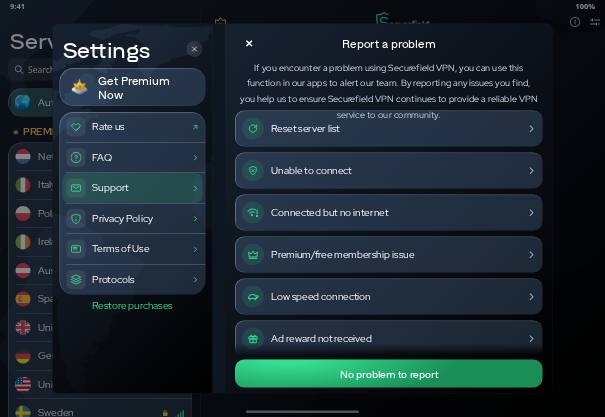 9:41
100%
Securefield
Serv
Search
Aut
PREMI
Net
Italy
Pol
Irela
Aus
Spa
Uni
Ge
Uni
Sweden
Settings
Get Premium
Now
Rate us
FAQ
Support
Privacy Policy
Terms of Use
Protocols
Restore purchases
Report a problem
If you encounter a problem using Securefield VPN, you can use this
function in our apps to alert our team. By reporting any issues you find,
you help us to ensure Securefield VPN continues to provide a reliable VPN
service to our community.
Reset server list
Unable to connect
Connected but no internet
Premium/free membership issue
Low speed connection
Ad reward not received
No problem to report